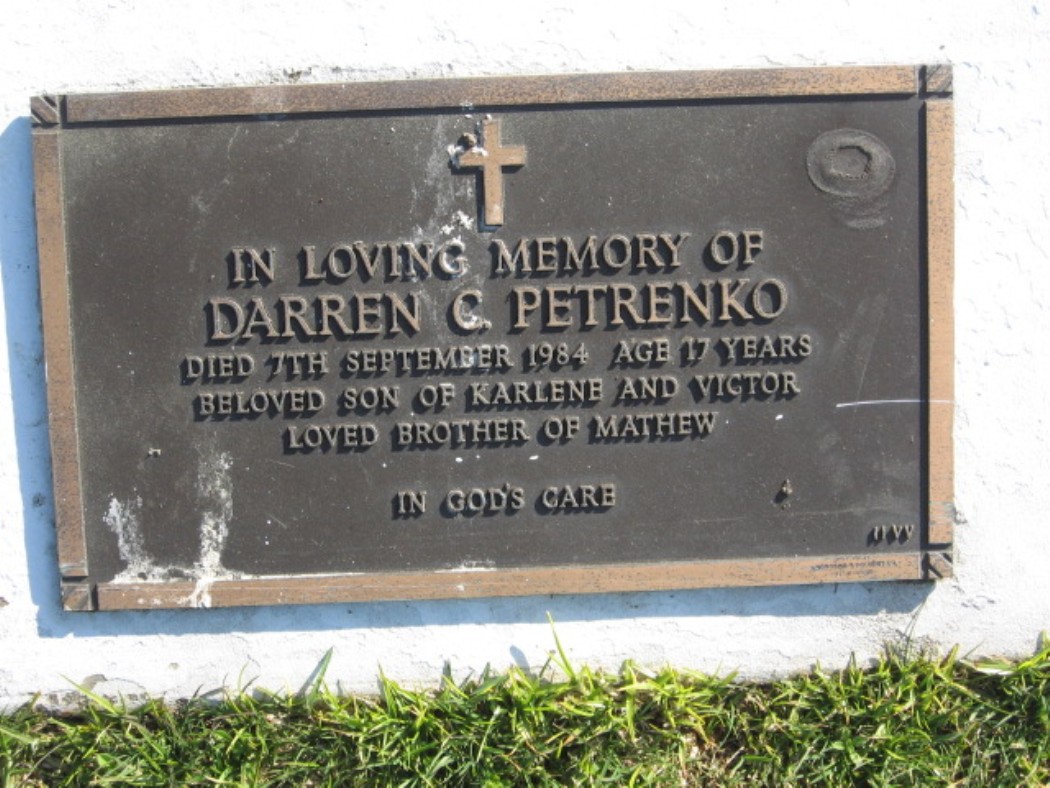 IN LOVING MEMORY OF
DARREN C. PETRENKO
DIED 7TH SEPTEMBER 1984 AGE 17 YEARS
BELOVED SON OF KARLENE AND VICTOR
LOVED BROTHER OF MATHEW
IN GOD'S CARE